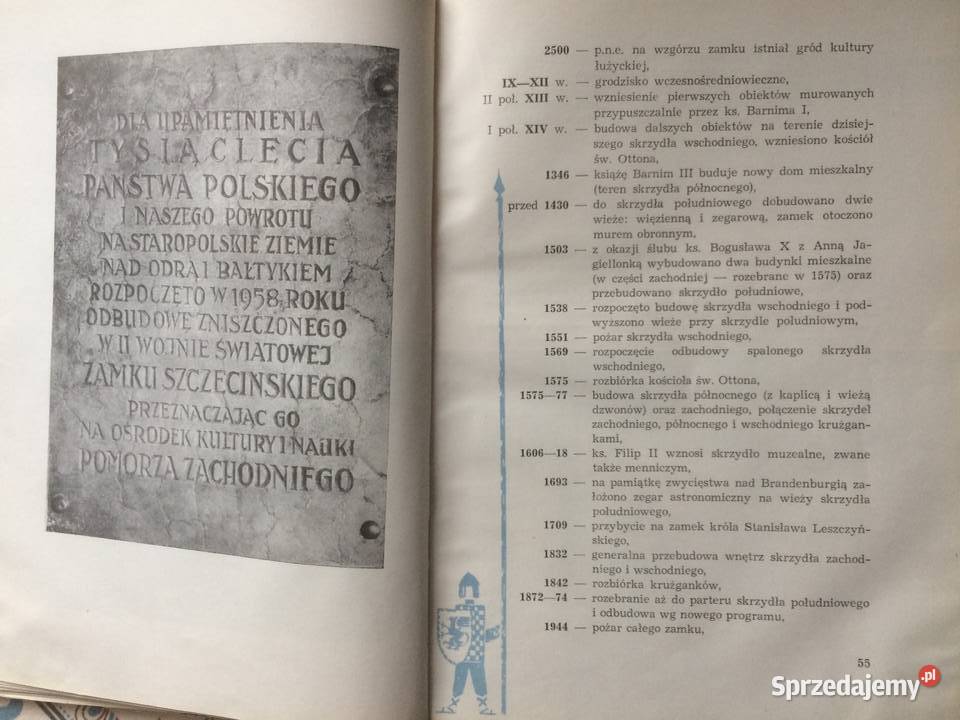 DLA UPAMIĘTNIENIA
TYSIĄCLECIA
PAŃSTWA POLSKIEGO
I NASZEGO POWROTU
NA STAROPOLSKIE ZIEMIE
NAD ODRĄ I BAŁTYKIEM
ROZPOCZĘTO W 1958 ROKU
ODBUDOWĘ ZNISZCZONEGO
W II WOJNIE ŚWIATOWEJ
ZAMKU SZCZECIŃSKIEGO
PRZEZNACZAJĄC GO
NA OŚRODEK KULTURY I NAUKI
POMORZA ZACHODNIEGO
2500 — p.n.e. na wzgórzu zamku istniał gród kultury
łużyckiej,
IX—XII w. — grodzisko wczesnośredniowieczne,
II poł. XIII w. — wzniesienie pierwszych obiektów murowanych
przypuszczalnie przez ks. Barnima I,
I poł. XIV w. — budowa dalszych obiektów na terenie dzisiej-
szego skrzydła wschodniego, wzniesiono kościół
św. Ottona,
1346 — książę Barnim III buduje nowy dom mieszkalny
(teren skrzydła północnego),
przed 1430 — do skrzydła południowego dobudowano dwie
wieże: więzienną i zegarową, zamek otoczono
murem obronnym,
1503 — z okazji ślubu ks. Bogusława X z Anną Ja-
giellonką wybudowano dwa budynki mieszkalne
(w części zachodniej — rozebrane w 1575) oraz
przebudowano skrzydło południowe,
1538 — rozpoczęto budowę skrzydła wschodniego i pod-
wyższono wieże przy skrzydle południowym,
1551 — pożar skrzydła wschodniego,
1569 — rozpoczęcie odbudowy spalonego skrzydła
wschodniego,
1575 — rozbiórka kościoła św. Ottona,
1575—77 — budowa skrzydła północnego (z kaplicą i wieżą
dzwonów) oraz zachodniego, połączenie skrzydeł
zachodniego, północnego i wschodniego krużgan-
kami,
1606—18 — ks. Filip II wznosi skrzydło muzealne, zwane
także menniczym,
1693 — na pamiątkę zwycięstwa nad Brandenburgią za-
łożono zegar astronomiczny na wieży skrzydła
południowego,
1709 — przybycie na zamek króla Stanisława Leszczyń-
skiego,
1832 — generalna przebudowa wnętrz skrzydła zachod-
niego i wschodniego,
1842 — rozbiórka krużganków,
1872—74 — rozebranie aż do parteru skrzydła południowego
i odbudowa wg nowego programu,
1944 — pożar całego zamku,
55
Sprzedajemy.pl